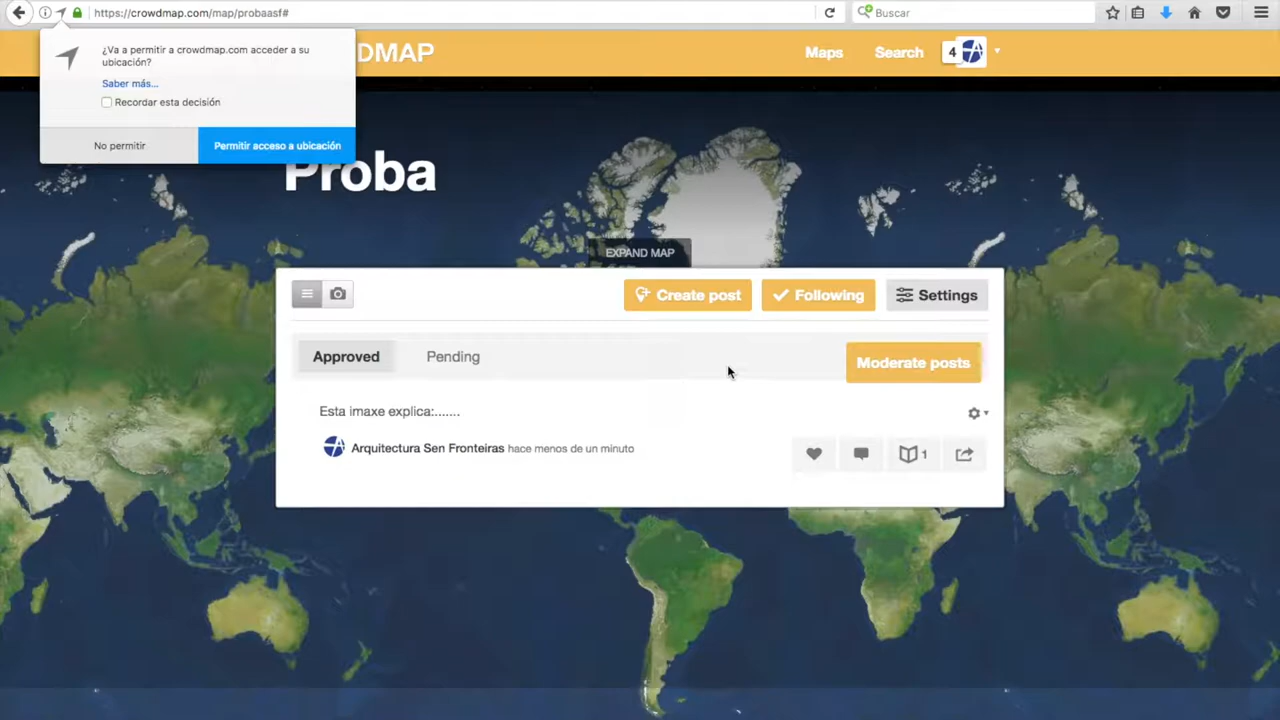 https://crowdmap.com/map/probaasf#
Buscar
¿Va a permitir a crowdmap.com acceder a su
ubicación?
Saber más...
Recordar esta decisión
No permitir
Permitir acceso a ubicación
DMAP
Maps
Search
4
Proba
EXPAND MAP
Create post
Following
Settings
Approved
Pending
Moderate posts
Esta imaxe explica:.......
Arquitectura Sen Fronteiras hace menos de un minuto
1